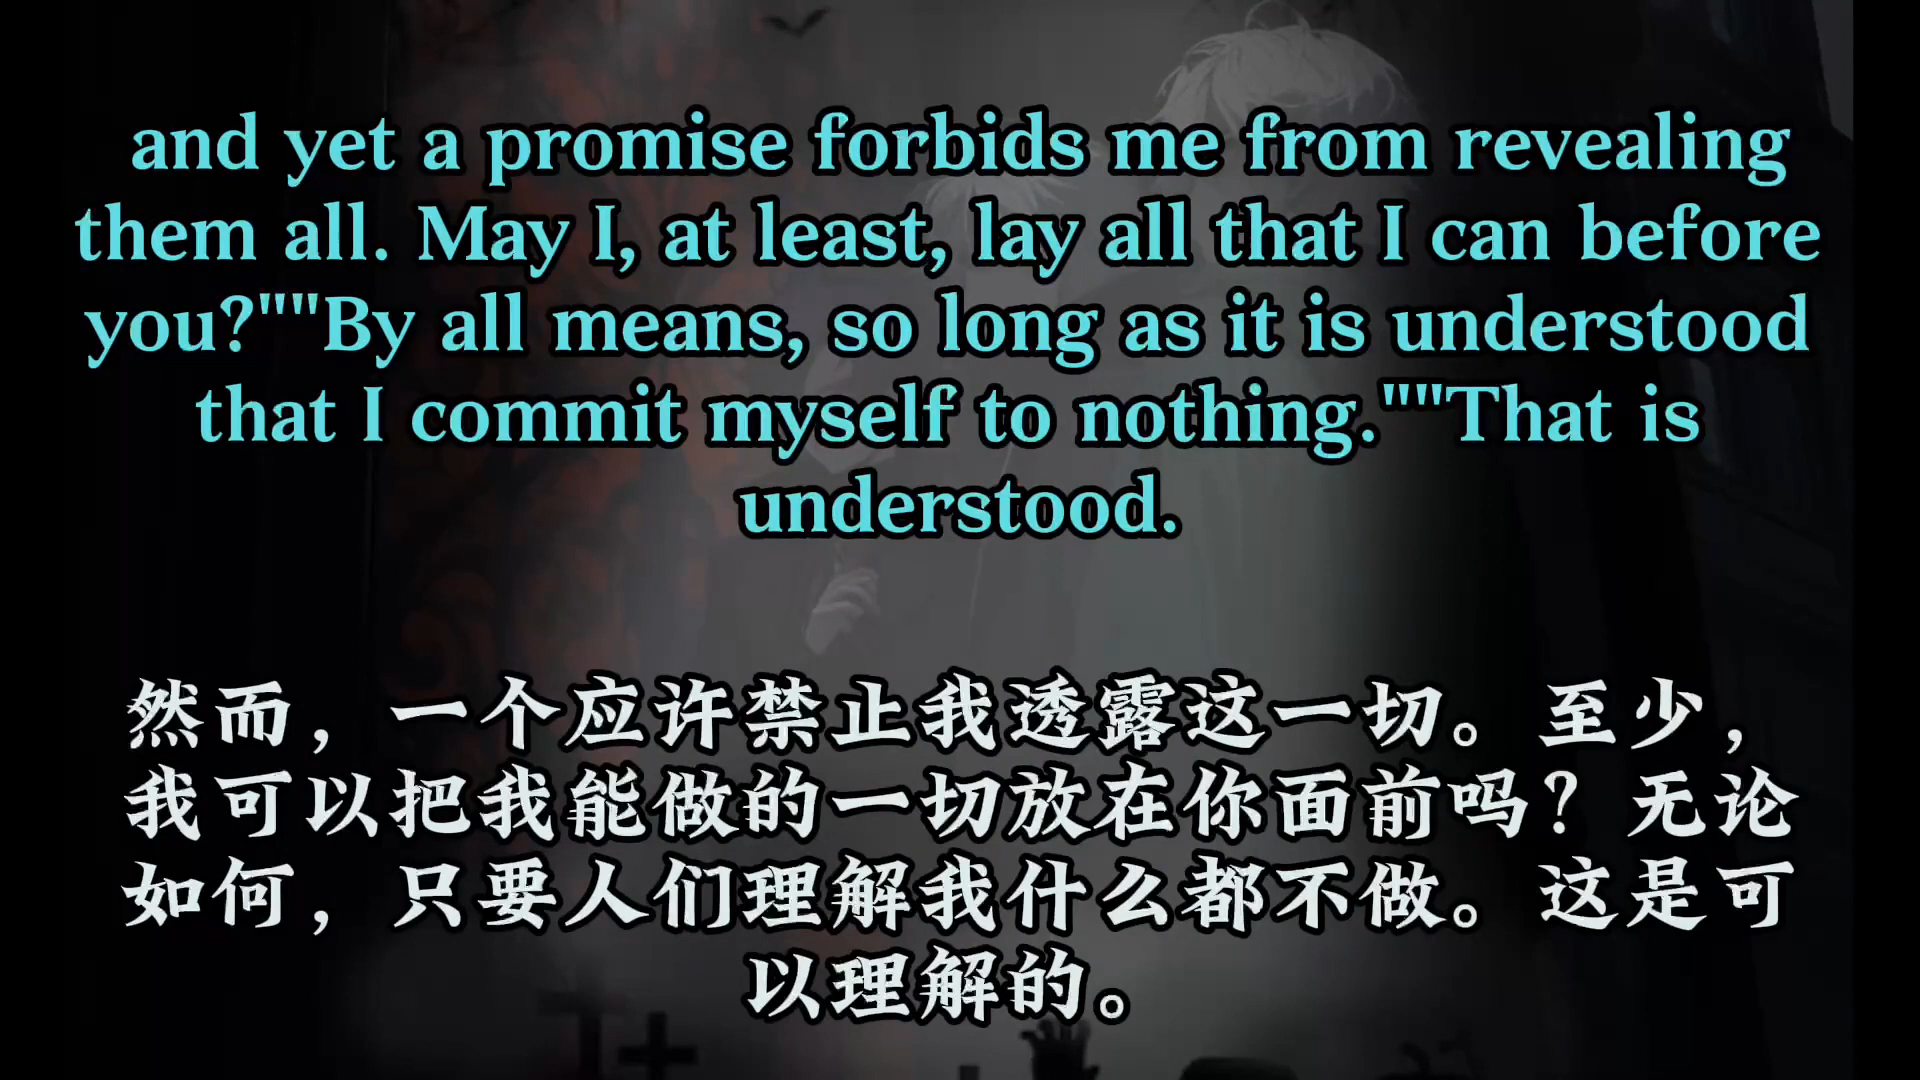 and yet a promise forbids me from revealing
them all. May I, at least, lay all that I can before
you?""By all means, so long as it is understood
that I commit myself to nothing.""That is
understood.
然而，一个应许禁止我透露这一切。至少，
我可以把我能做的一切放在你面前吗？无论
如何，只要人们理解我什么都不做。这是可
以理解的。